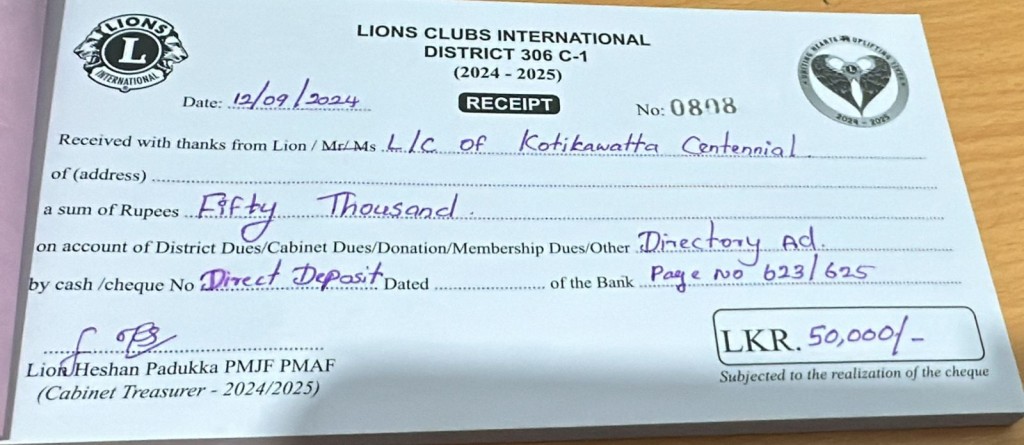 LIONS
L
INTERNATIONAL
LIONS CLUBS INTERNATIONAL
DISTRICT 306 C-1
(2024 - 2025)
UPLIFTING
2024 - 2025
Date: 12/09/2024
RECEIPT
No: 0808
Received with thanks from Lion / Mr/ Ms L/C of Kotikawatta Centennial
of (address)
a sum of Rupees Fifty Thousand.
on account of District Dues/Cabinet Dues/Donation/Membership Dues/Other Directory Ad.
by cash /cheque No Direct Deposit Dated of the Bank Page No 623/625
LKR. 50,000/-
Lion Heshan Padukka PMJF PMAF
(Cabinet Treasurer - 2024/2025)
Subjected to the realization of the cheque